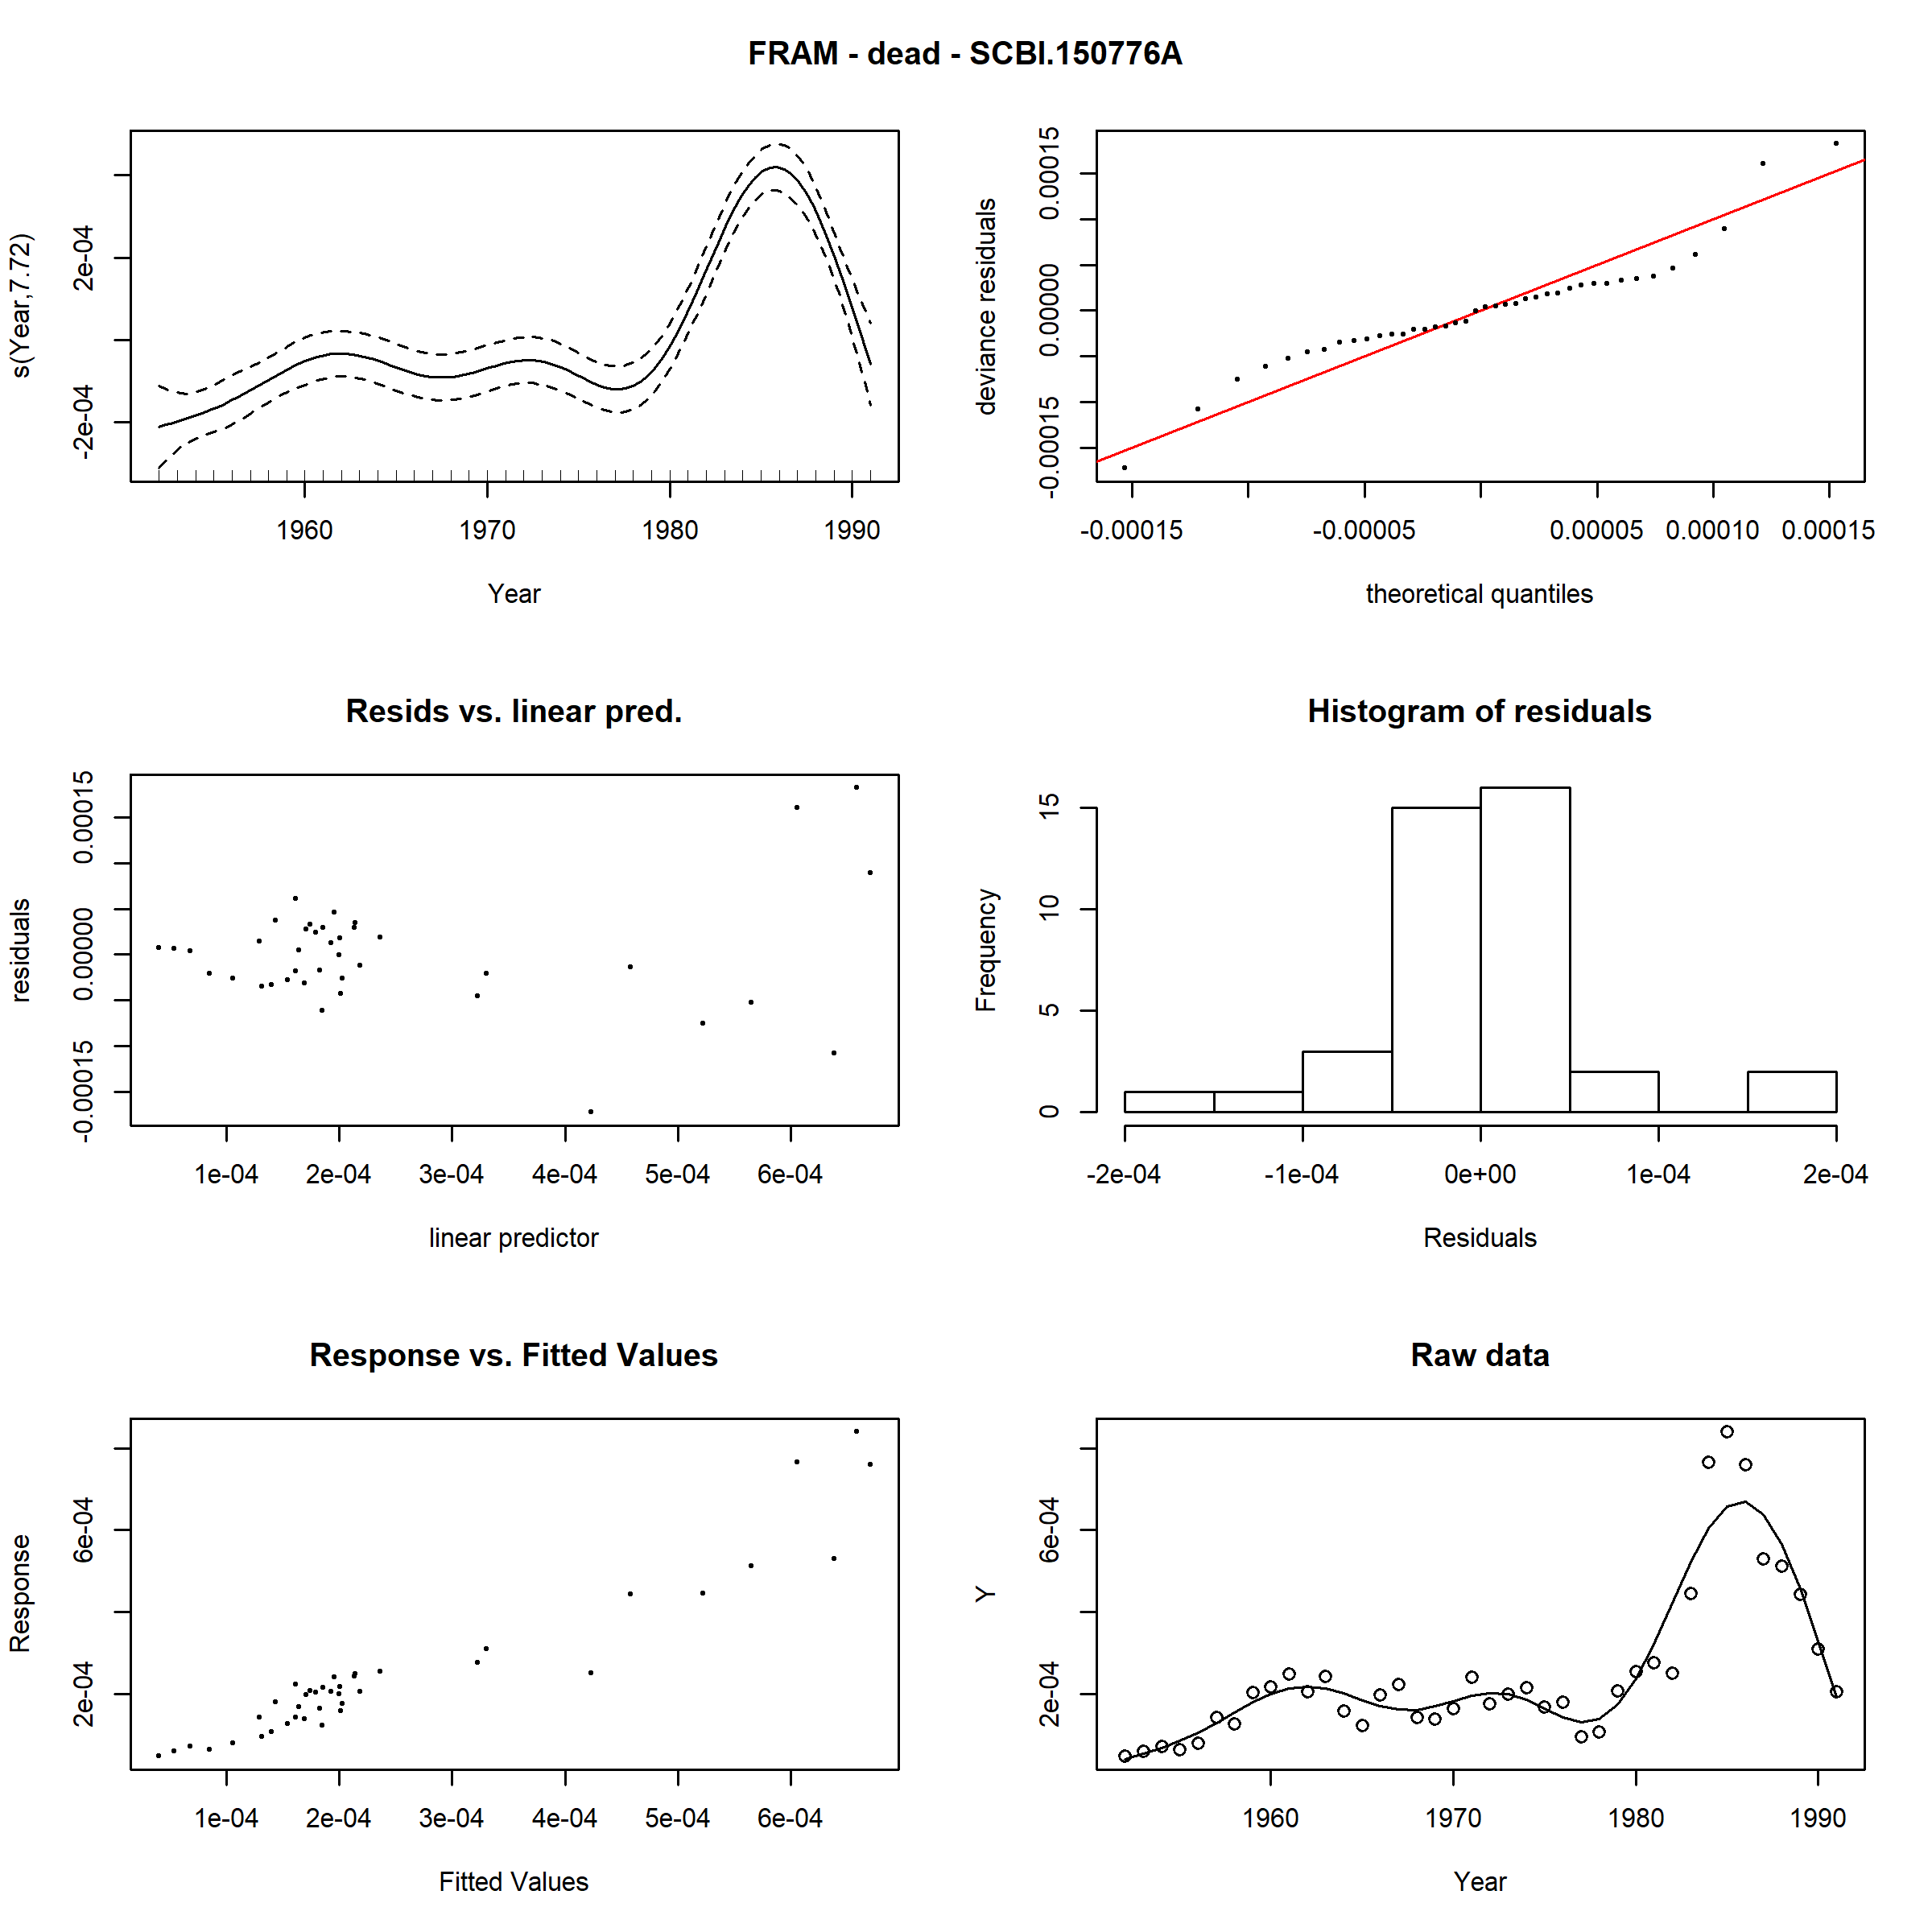 FRAM - dead - SCBI.150776A
s(Year,7.72)
-2e-04 2e-04
1960 1970 1980 1990
Year
deviance residuals
-0.00015 0.00000 0.00015
-0.00015 -0.00005 0.00005 0.00010 0.00015
theoretical quantiles
Resids vs. linear pred.
residuals
-0.00015 0.00000 0.00015
1e-04 2e-04 3e-04 4e-04 5e-04 6e-04
linear predictor
Histogram of residuals
Frequency
0 5 10 15
-2e-04 -1e-04 0e+00 1e-04 2e-04
Residuals
Response vs. Fitted Values
Response
2e-04 6e-04
1e-04 2e-04 3e-04 4e-04 5e-04 6e-04
Fitted Values
Raw data
Y
2e-04 6e-04
1960 1970 1980 1990
Year